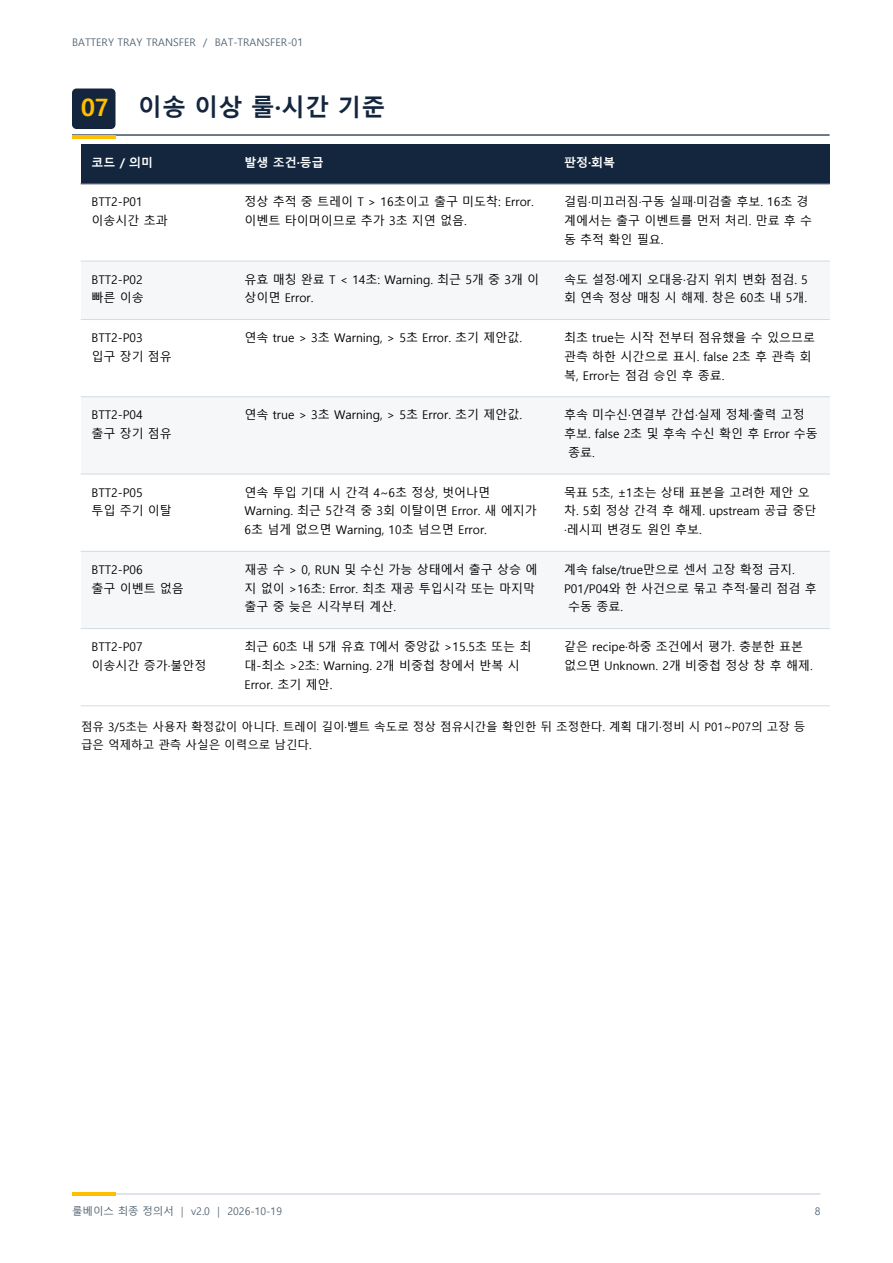 BATTERY TRAY TRANSFER / BAT-TRANSFER-01
07 이송 이상 룰·시간 기준
코드 / 의미 발생 조건·등급 판정·회복
BTT2-P01
이송시간 초과
정상 추적 중 트레이 T > 16초이고 출구 미도착: Error.
이벤트 타이머이므로 추가 3초 지연 없음.
걸림·미끄러짐·구동 실패·미검출 후보. 16초 경
계에서는 출구 이벤트를 먼저 처리. 만료 후 수
동 추적 확인 필요.
BTT2-P02
빠른 이송
유효 매칭 완료 T < 14초: Warning. 최근 5개 중 3개 이
상이면 Error.
속도 설정·에지 오대응·감지 위치 변화 점검. 5
회 연속 정상 매칭 시 해제. 창은 60초 내 5개.
BTT2-P03
입구 장기 점유
연속 true > 3초 Warning, > 5초 Error. 초기 제안값.
최초 true는 시작 전부터 점유했을 수 있으므로
관측 하한 시간으로 표시. false 2초 후 관측 회
복, Error는 점검 승인 후 종료.
BTT2-P04
출구 장기 점유
연속 true > 3초 Warning, > 5초 Error. 초기 제안값.
후속 미수신·연결부 간섭·실제 정체·출력 고정
후보. false 2초 및 후속 수신 확인 후 Error 수동
종료.
BTT2-P05
투입 주기 이탈
연속 투입 기대 시 간격 4~6초 정상, 벗어나면
Warning. 최근 5간격 중 3회 이탈이면 Error. 새 에지가
6초 넘게 없으면 Warning, 10초 넘으면 Error.
목표 5초, ±1초는 상태 표본을 고려한 제안 오
차. 5회 정상 간격 후 해제. upstream 공급 중단
·레시피 변경도 원인 후보.
BTT2-P06
출구 이벤트 없음
재공 수 > 0, RUN 및 수신 가능 상태에서 출구 상승 에
지 없이 >16초: Error. 최초 재공 투입시각 또는 마지막
출구 중 늦은 시각부터 계산.
계속 false/true만으로 센서 고장 확정 금지.
P01/P04와 한 사건으로 묶고 추적·물리 점검 후
수동 종료.
BTT2-P07
이송시간 증가·불안정
최근 60초 내 5개 유효 T에서 중앙값 >15.5초 또는 최
대-최소 >2초: Warning. 2개 비중첩 창에서 반복 시
Error. 초기 제안.
같은 recipe·하중 조건에서 평가. 충분한 표본
없으면 Unknown. 2개 비중첩 정상 창 후 해제.
점유 3/5초는 사용자 확정값이 아니다. 트레이 길이·벨트 속도로 정상 점유시간을 확인한 뒤 조정한다. 계획 대기·정비 시 P01~P07의 고장 등
급은 억제하고 관측 사실은 이력으로 남긴다.
룰베이스 최종 정의서 | v2.0 | 2026-10-19 8